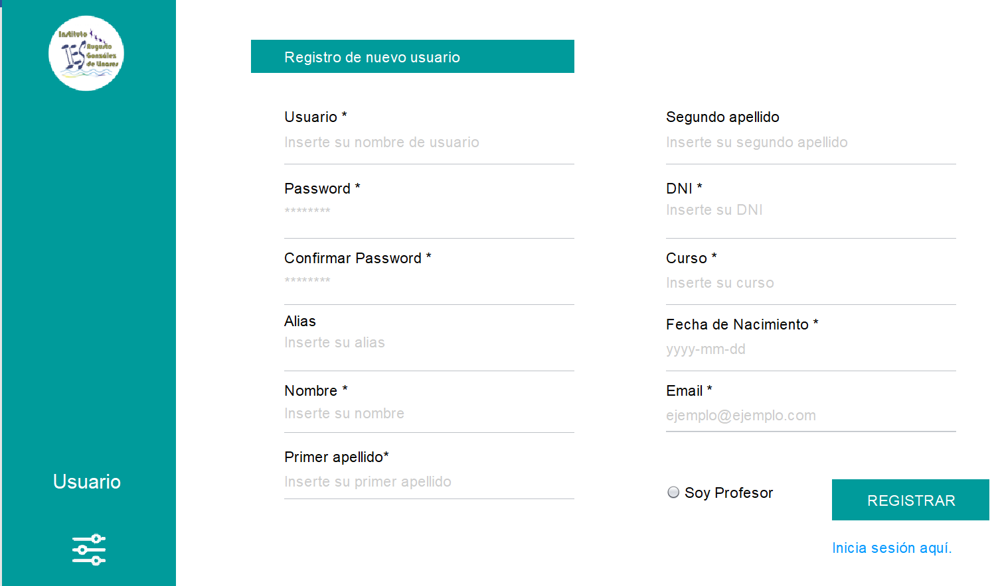 Instituto
IES
Augusto
González
de Linares
Usuario
Registro de nuevo usuario
Usuario *
Inserte su nombre de usuario
Password *
********
Confirmar Password *
********
Alias
Inserte su alias
Nombre *
Inserte su nombre
Primer apellido*
Inserte su primer apellido
Segundo apellido
Inserte su segundo apellido
DNI *
Inserte su DNI
Curso *
Inserte su curso
Fecha de Nacimiento *
yyyy-mm-dd
Email *
ejemplo@ejemplo.com
Soy Profesor
REGISTRAR
Inicia sesión aquí.